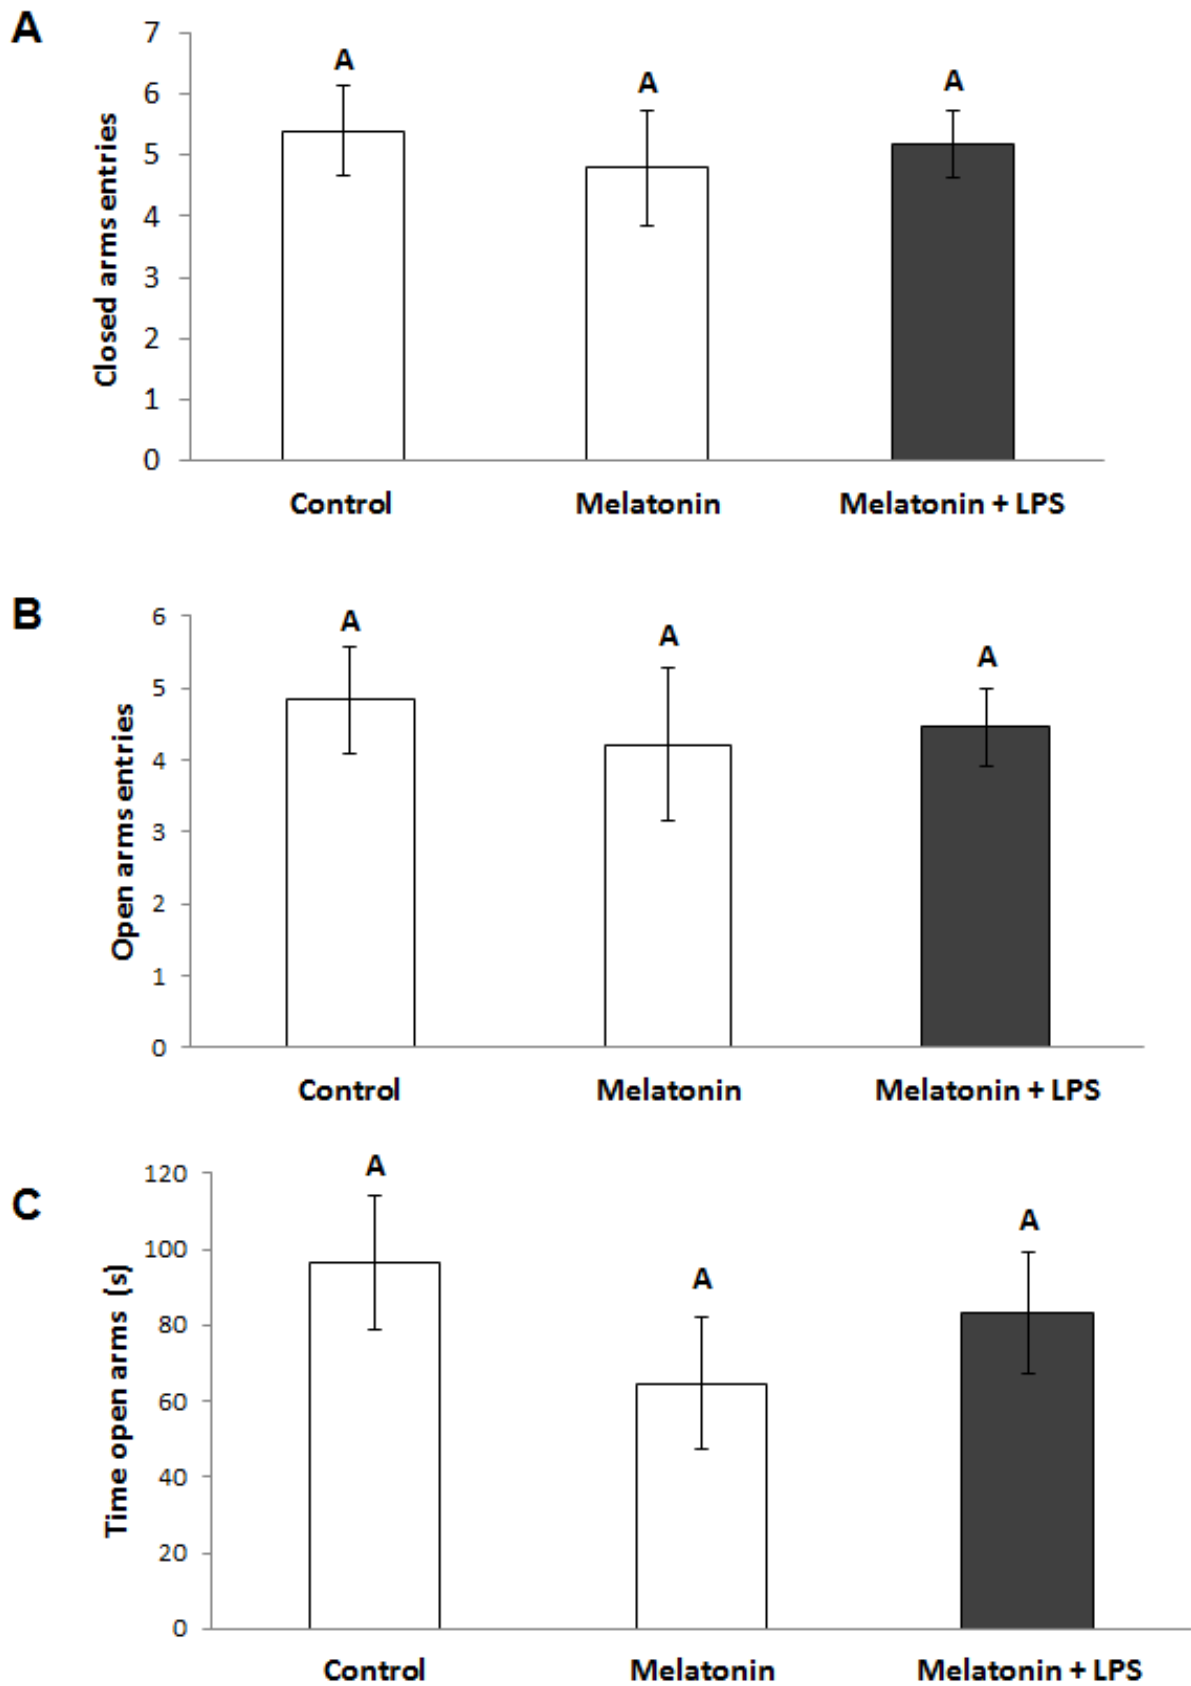 A
Closed arms entries
7
6
5
4
3
2
1
0
A
A
A
Control
Melatonin
Melatonin + LPS
B
Open arms entries
6
5
4
3
2
1
0
A
A
A
Control
Melatonin
Melatonin + LPS
C
Time open arms (s)
120
100
80
60
40
20
0
A
A
A
Control
Melatonin
Melatonin + LPS